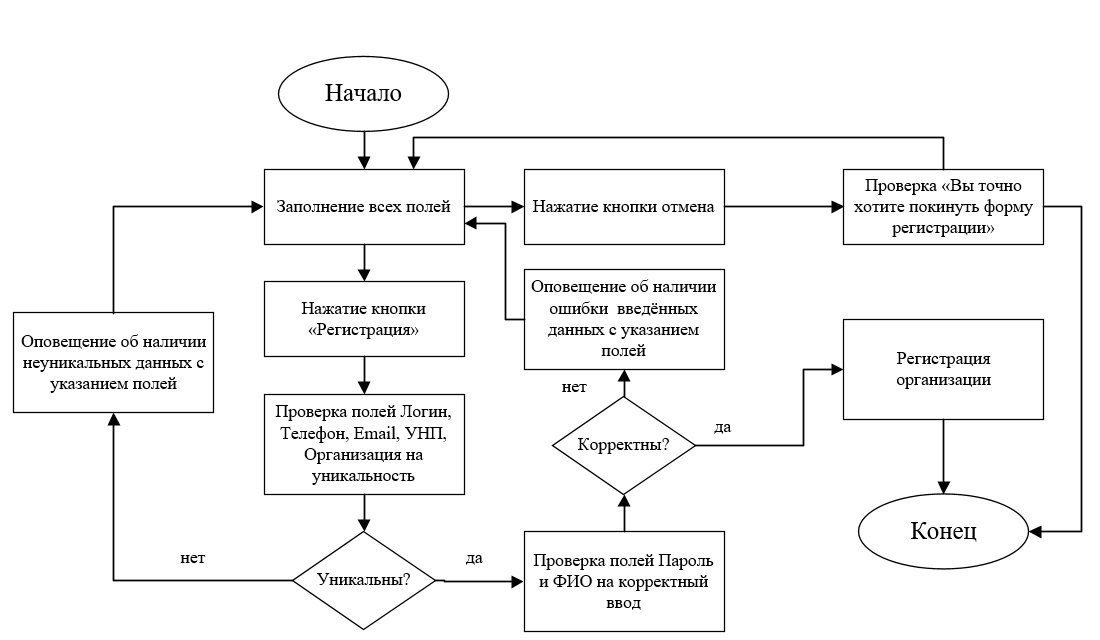 Начало
Заполнение всех полей
Нажатие кнопки отмена
Проверка «Вы точно
хотите покинуть форму
регистрации»
Нажатие кнопки
«Регистрация»
Оповещение об наличии
ошибки введённых
данных с указанием
полей
Оповещение об наличии
неуникальных данных с
указанием полей
Регистрация
организации
нет
Проверка полей Логин,
Телефон, Email, УНП,
Организация на
уникальность
Корректны?
да
Конец
нет
Уникальны?
да
Проверка полей Пароль
и ФИО на корректный
ввод